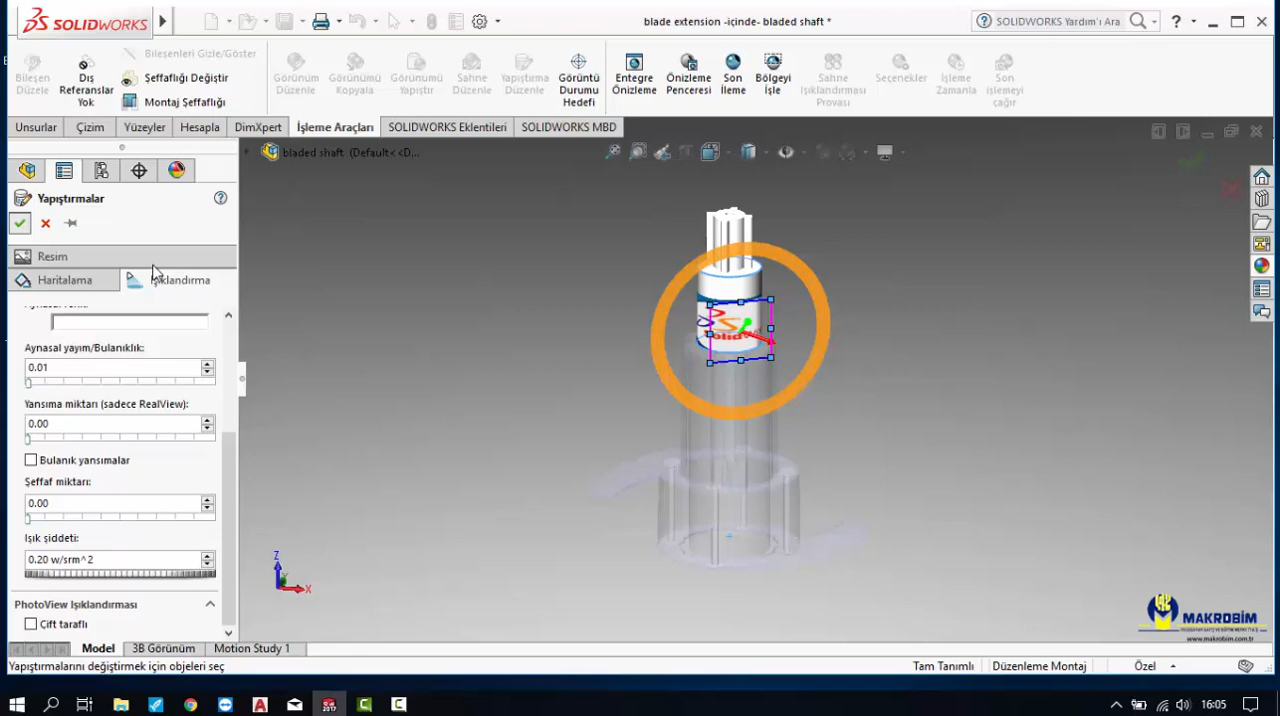 SOLIDWORKS
blade extension -içinde- bladed shaft *
SOLIDWORKS Yardım'ı Ara
?
Bileşen Düzele
Dış Referanslar Yok
Bileşenleri Gizle/Göster
Şeffaflığı Değiştir
Montaj Şeffaflığı
Görünüm Düzenle
Görünümü Kopyala
Görünümü Yapıştır
Sahne Düzenle
Yapıştırma Düzenle
Görüntü Durumu Hedefi
Entegre Önizleme
Önizleme Penceresi
Son İleme
Bölgeyi İşle
Sahne Işıklandırması Provası
Seçenekler
İşleme Zamanla
Son işlemeyi çağır
Unsurlar
Çizim
Yüzeyler
Hesapla
DimXpert
İşleme Araçları
SOLIDWORKS Eklentileri
SOLIDWORKS MBD
bladed shaft (Default<<D...
Yapıştırmalar
Resim
Haritalama
Işıklandırma
Aynasal yayım/Bulanıklık:
0.01
Yansıma miktarı (sadece RealView):
0.00
Bulanık yansımalar
Şeffaf miktarı:
0.00
Işık şiddeti:
0.20 w/srm^2
PhotoView Işıklandırması
Çift taraflı
Z
X
MAKROBİM
www.makrobim.com.tr
Model
3B Görünüm
Motion Study 1
Yapıştırmalarını değiştirmek için objeleri seç
Tam Tanımlı
Düzenleme Montaj
Özel
16:05